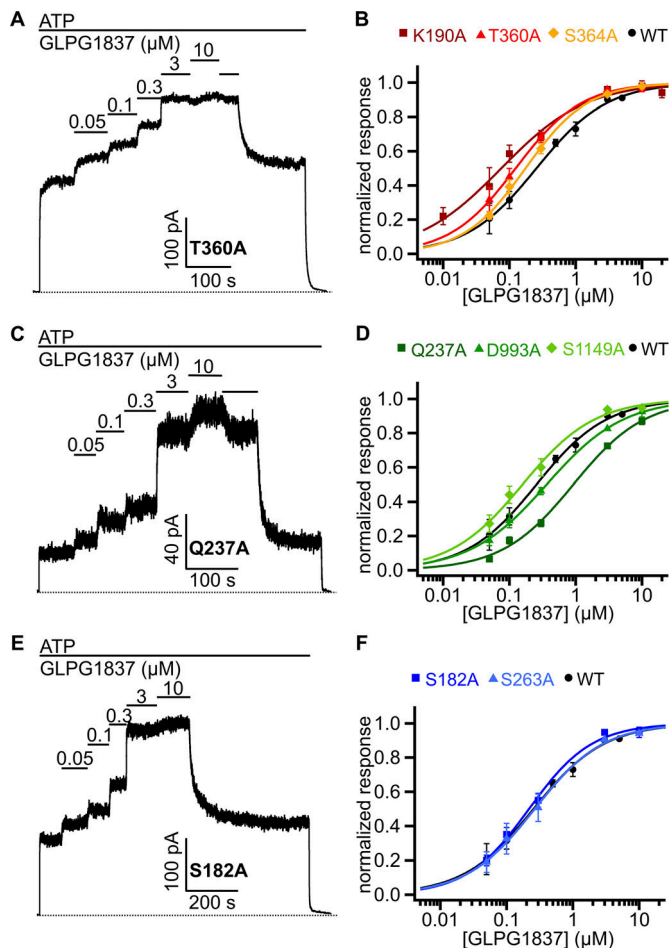 A
ATP
GLPG1837 (µM)
10
3
0.3
0.1
0.05
100 pA
T360A
100 s
B
K190A T360A S364A WT
normalized response
1.0
0.8
0.6
0.4
0.2
0.0
0.01 0.1 1 10
[GLPG1837] (µM)
C
ATP
GLPG1837 (µM)
10
3
0.3
0.1
0.05
40 pA
Q237A
100 s
D
Q237A D993A S1149A WT
normalized response
1.0
0.8
0.6
0.4
0.2
0.0
0.01 0.1 1 10
[GLPG1837] (µM)
E
ATP
GLPG1837 (µM)
3 10
0.3
0.1
0.05
100 pA
S182A
200 s
F
S182A S263A WT
normalized response
1.0
0.8
0.6
0.4
0.2
0.0
0.01 0.1 1 10
[GLPG1837] (µM)